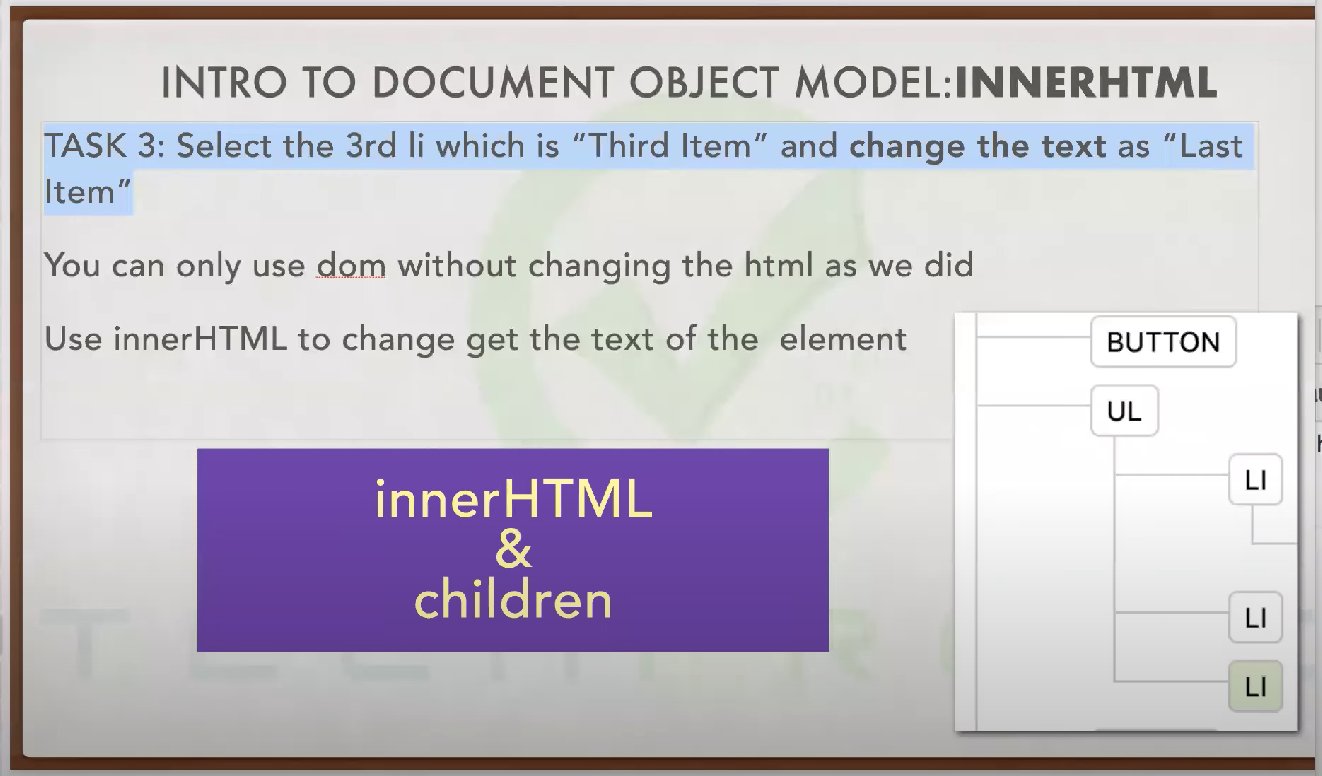 INTRO TO DOCUMENT OBJECT MODEL:INNERHTML
TASK 3: Select the 3rd li which is “Third Item” and change the text as “Last
Item”
You can only use dom without changing the html as we did
Use innerHTML to change get the text of the  element
innerHTML
&
children
BUTTON
UL
LI
LI
LI